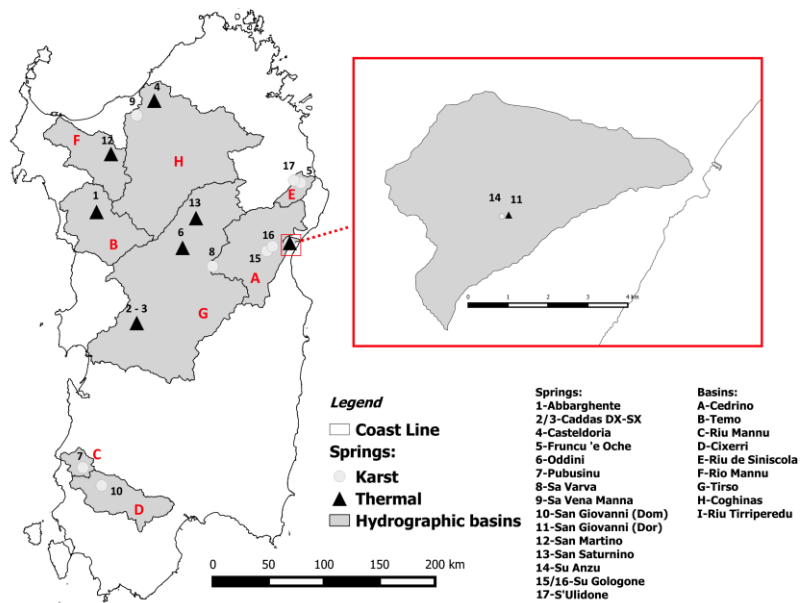 4
9
F
12
H
17
5
E
1
13
B
6
8
16
15
A
G
2 - 3
14
11
0 1 2 3 4 km
7
C
10
D
Legend
Coast Line
Springs:
Karst
Thermal
Hydrographic basins
0 50 100 150 200 km
Springs:
1-Abbarghente
2/3-Caddas DX-SX
4-Casteldoria
5-Fruncu 'e Oche
6-Oddini
7-Pubusinu
8-Sa Varva
9-Sa Vena Manna
10-San Giovanni (Dom)
11-San Giovanni (Dor)
12-San Martino
13-San Saturnino
14-Su Anzu
15/16-Su Gologone
17-S'Ulidone
Basins:
A-Cedrino
B-Temo
C-Riu Mannu
D-Cixerri
E-Riu de Siniscola
F-Rio Mannu
G-Tirso
H-Coghinas
I-Riu Tirriperedu